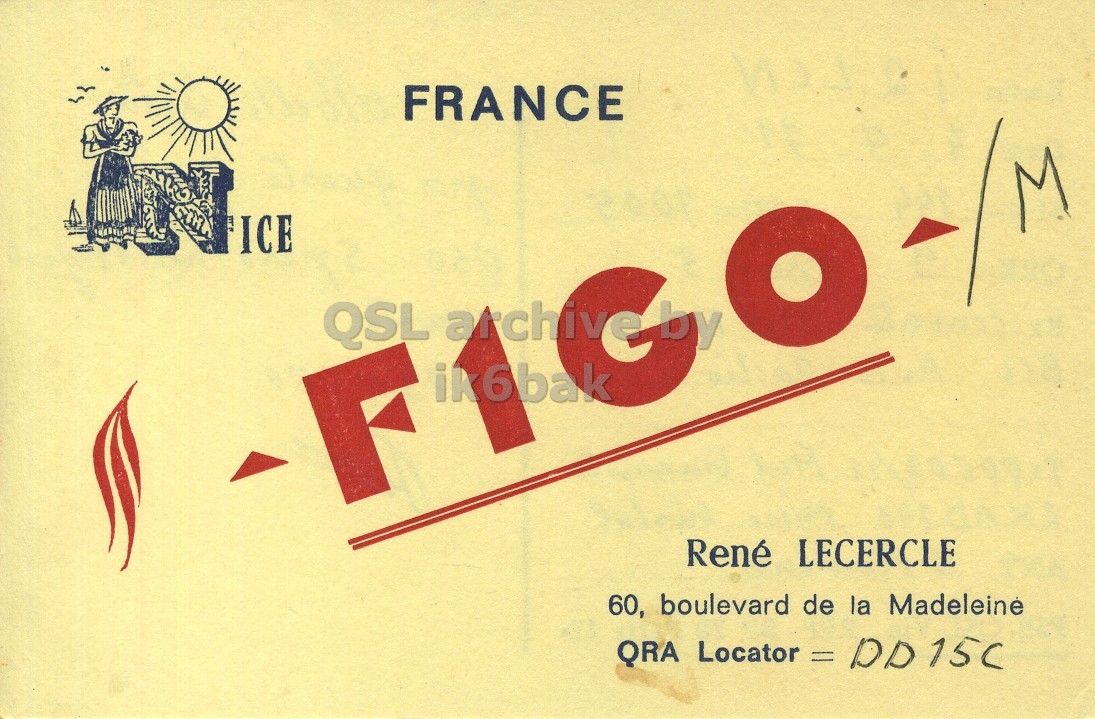 FRANCE
NICE
/M
F1GO
QSL archive by
ik6bak
René LECERCLE
60, boulevard de la Madeleine
QRA Locator = DD15C